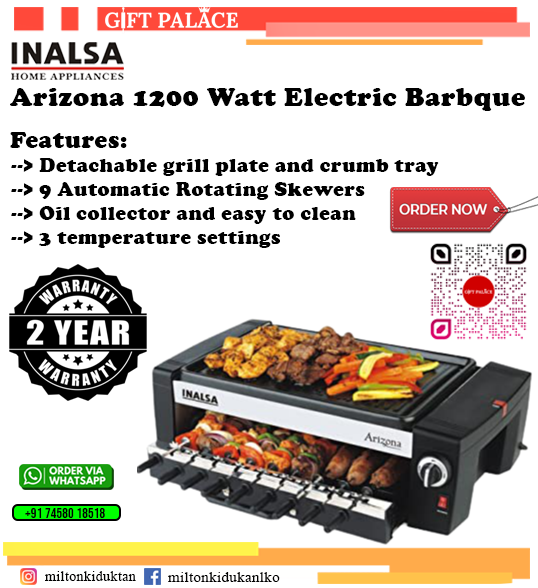 GIFT PALACE
INALSA
HOME APPLIANCES
Arizona 1200 Watt Electric Barbque
Features:
--> Detachable grill plate and crumb tray
--> 9 Automatic Rotating Skewers
--> Oil collector and easy to clean
--> 3 temperature settings
ORDER NOW
GIFT PALACE
WARRANTY
2 YEAR
WARRANTY
INALSA
Arizona
ORDER VIA
WHATSAPP
+91 74580 18518
miltonkiduktan
miltonkidukanlko